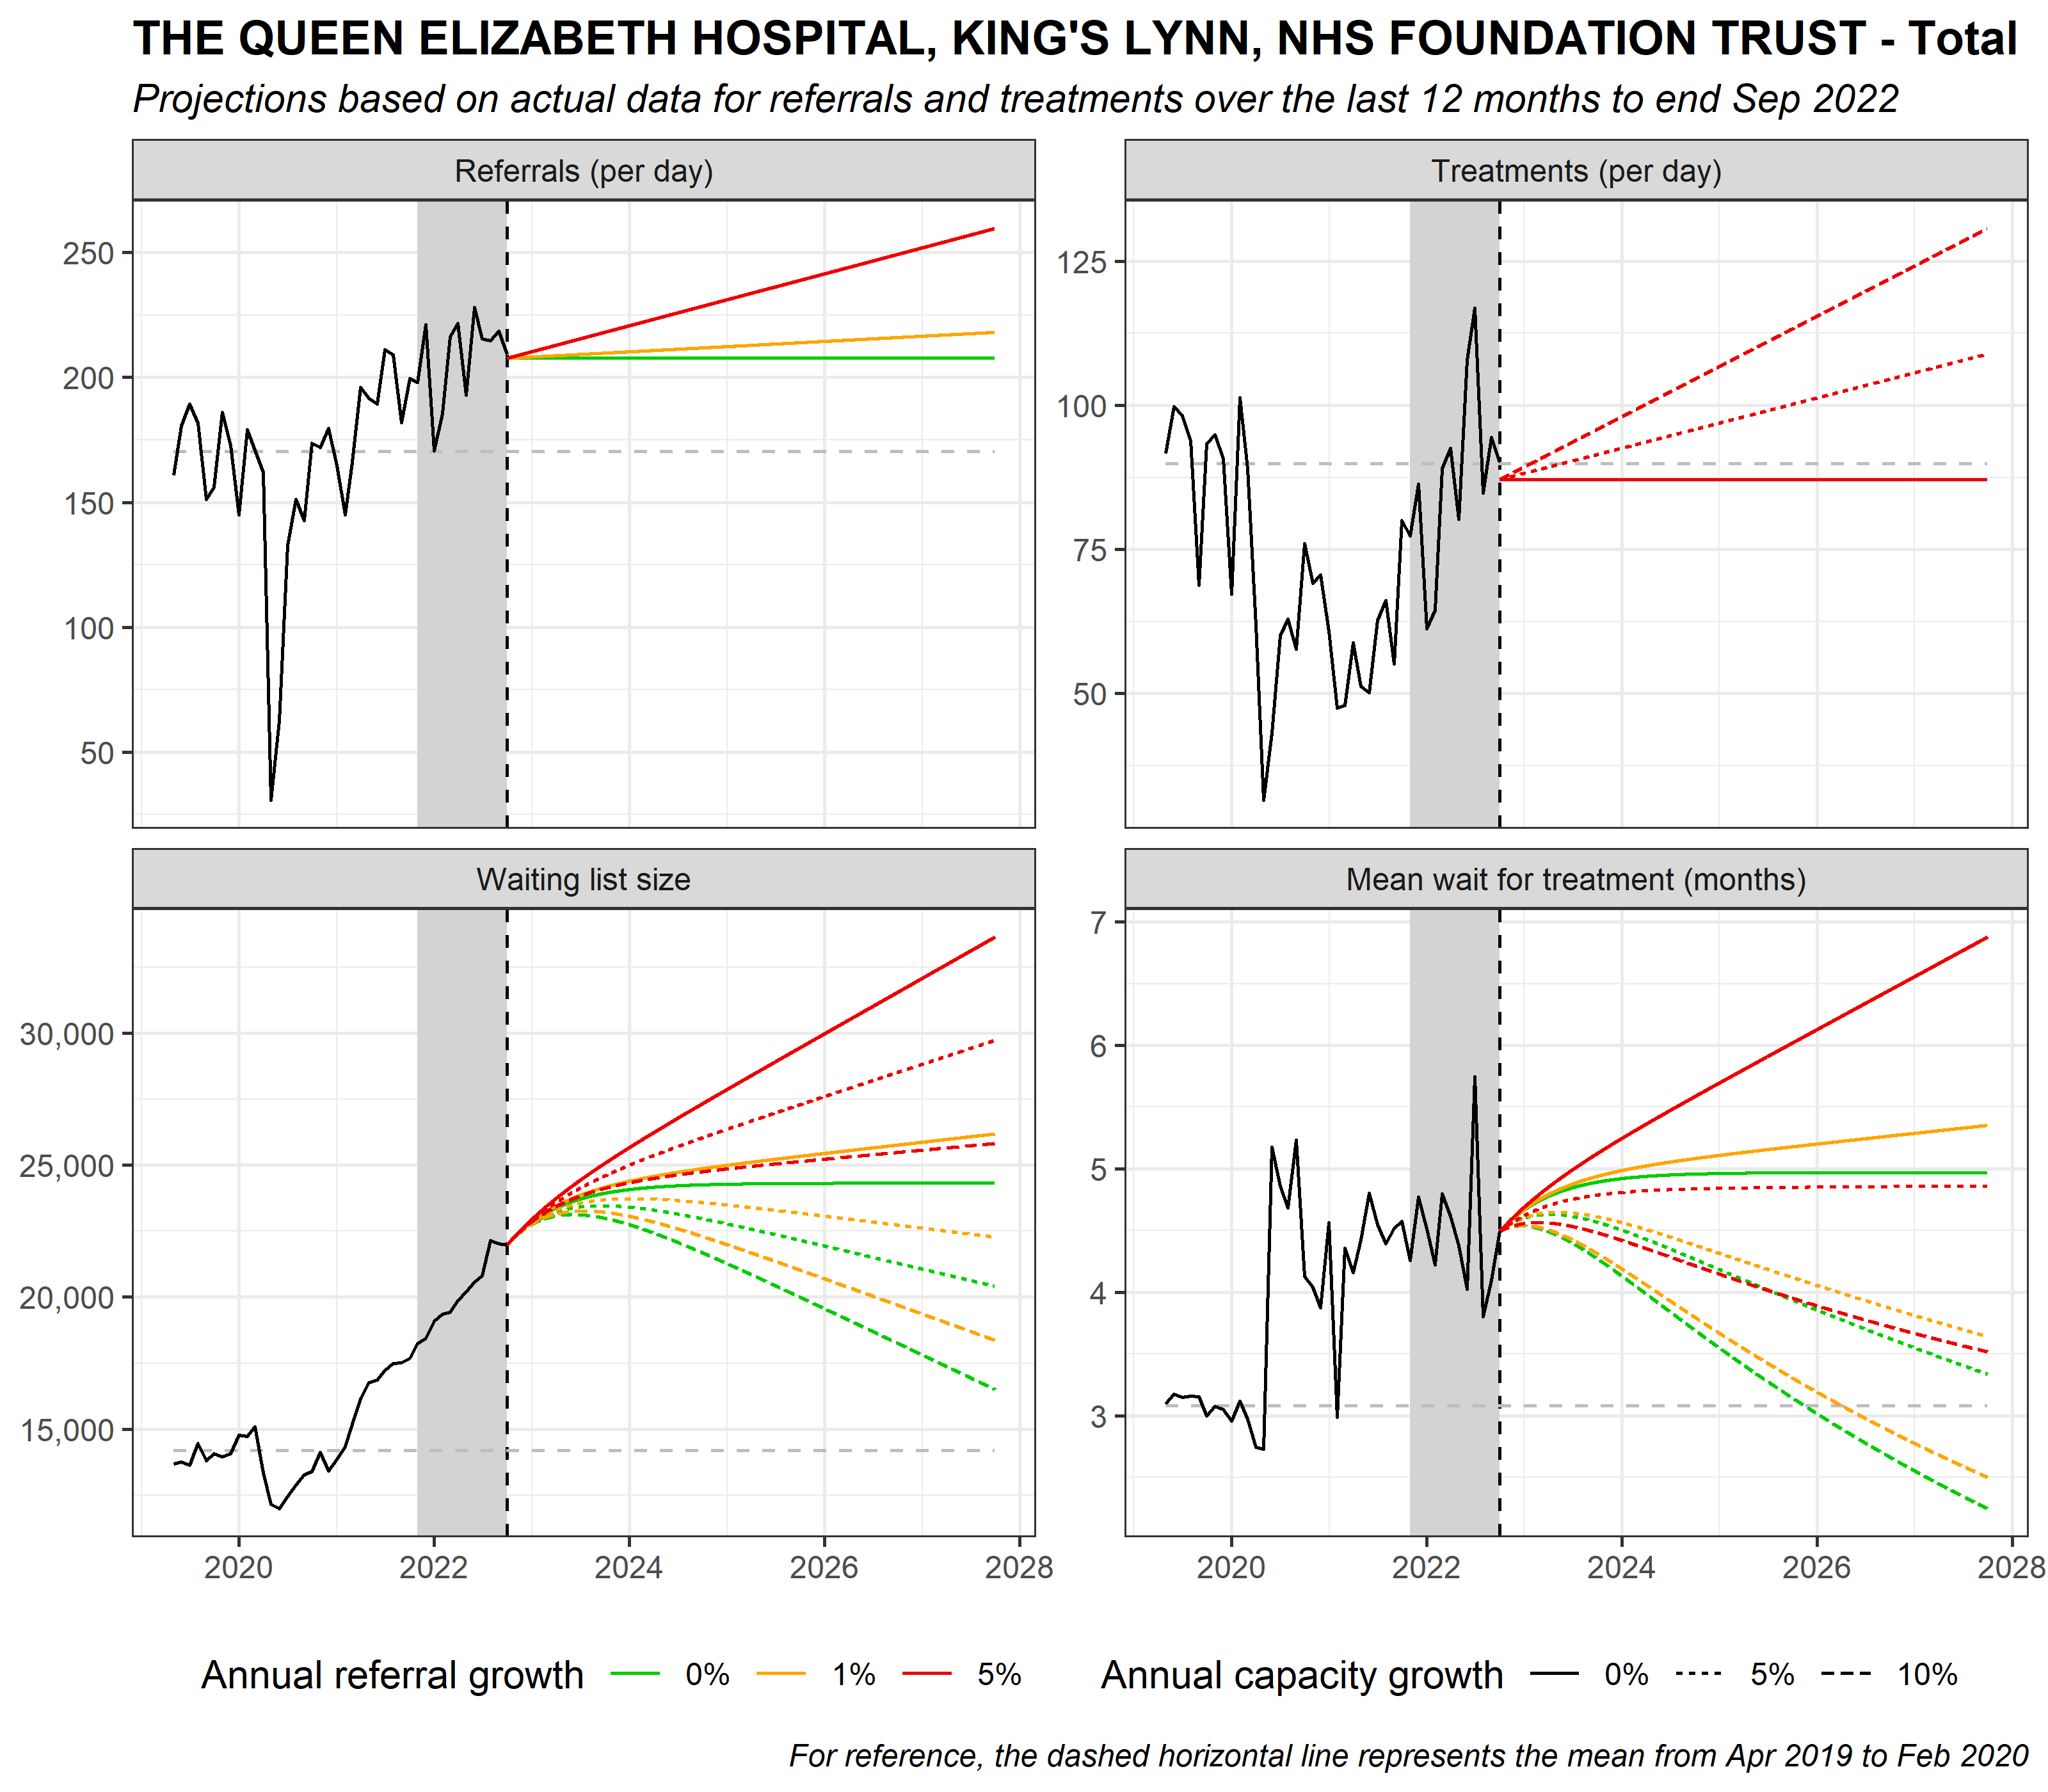 THE QUEEN ELIZABETH HOSPITAL, KING'S LYNN, NHS FOUNDATION TRUST - Total
Projections based on actual data for referrals and treatments over the last 12 months to end Sep 2022
Referrals (per day)
250
200
150
100
50
Treatments (per day)
125
100
75
50
Waiting list size
30,000
25,000
20,000
15,000
2020 2022 2024 2026 2028
Mean wait for treatment (months)
7
6
5
4
3
2020 2022 2024 2026 2028
Annual referral growth 0% 1% 5%
Annual capacity growth 0% 5% 10%
For reference, the dashed horizontal line represents the mean from Apr 2019 to Feb 2020